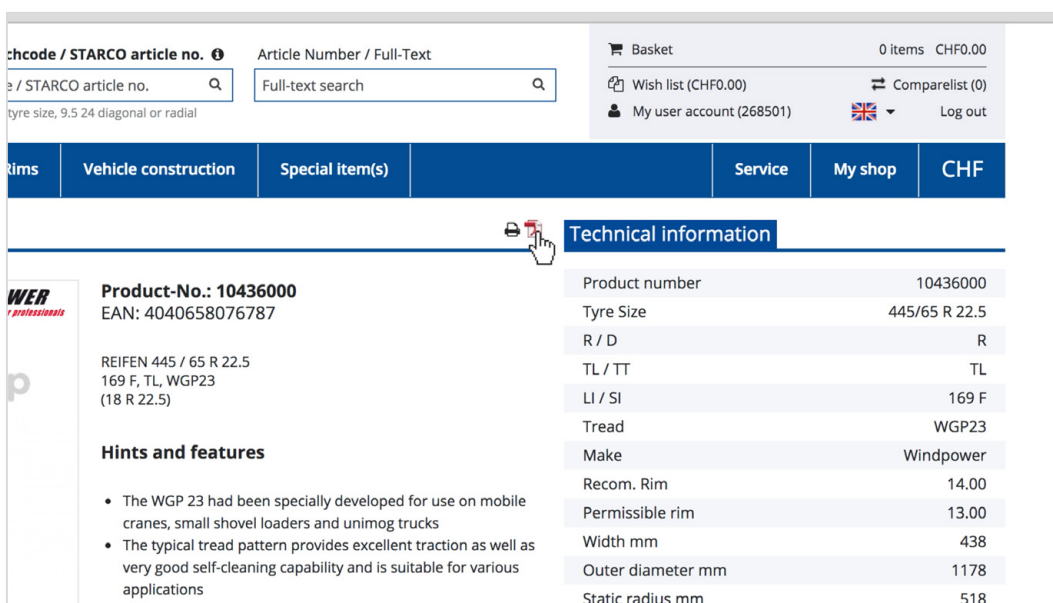 chcode / STARCO article no. Article Number / Full-Text
e / STARCO article no. Full-text search
tyre size, 9.5 24 diagonal or radial
Basket 0 items CHF0.00
Wish list (CHF0.00) Comparelist (0)
My user account (268501) Log out
Rims Vehicle construction Special item(s) Service My shop CHF
WER
r professionals
p
Product-No.: 10436000
EAN: 4040658076787
REIFEN 445 / 65 R 22.5
169 F, TL, WGP23
(18 R 22.5)
Hints and features
• The WGP 23 had been specially developed for use on mobile
cranes, small shovel loaders and unimog trucks
• The typical tread pattern provides excellent traction as well as
very good self-cleaning capability and is suitable for various
applications
Technical information
Product number 10436000
Tyre Size 445/65 R 22.5
R / D R
TL / TT TL
LI / SI 169 F
Tread WGP23
Make Windpower
Recom. Rim 14.00
Permissible rim 13.00
Width mm 438
Outer diameter mm 1178
Static radius mm 518